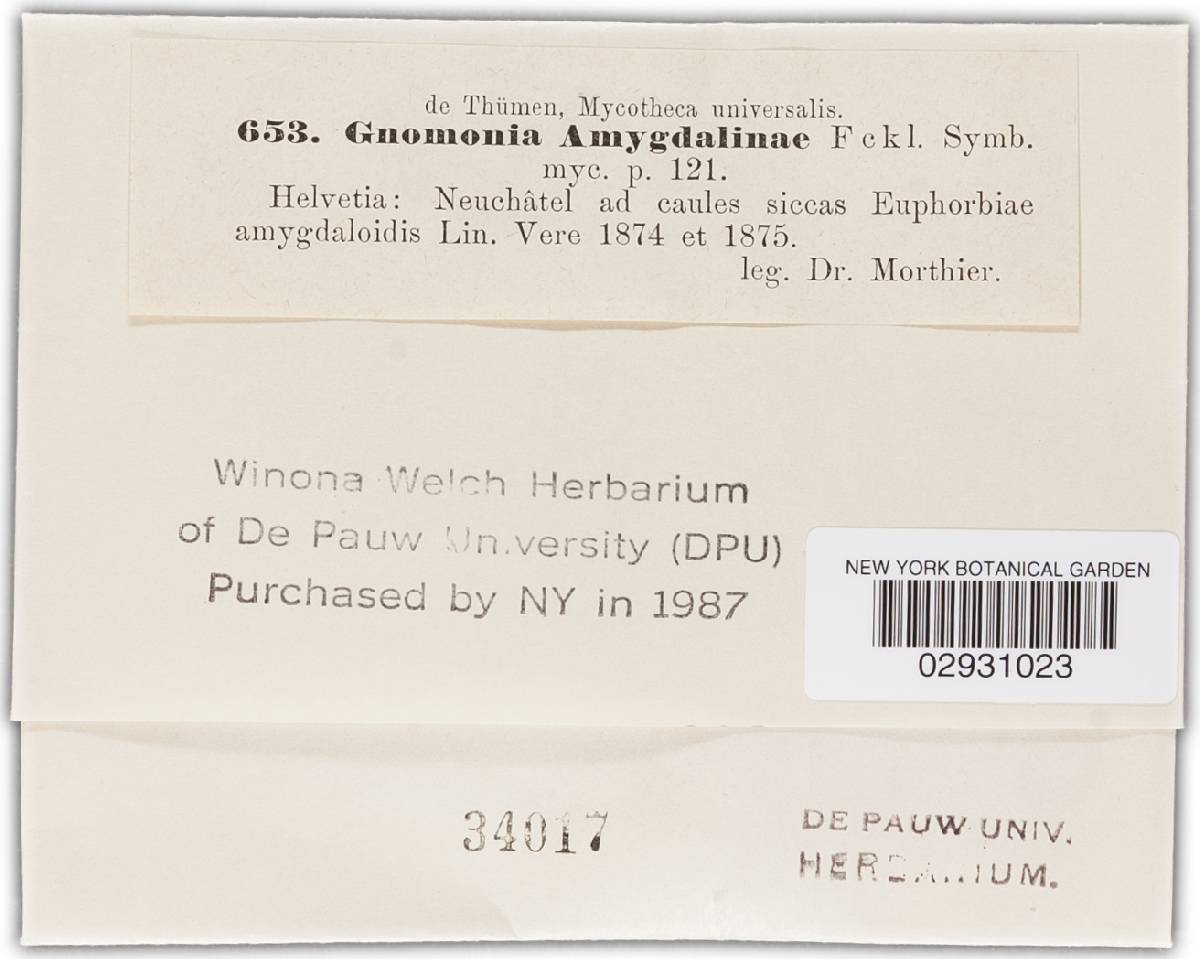 de Thümen, Mycotheca universalis.
653. Gnomonia Amygdalinae Fckl. Symb.
myc. p. 121.
Helvetia: Neuchâtel ad caules siccas Euphorbiae
amygdaloidis Lin. Vere 1874 et 1875.
leg. Dr. Morthier.
Winona Welch Herbarium
of De Pauw University (DPU)
Purchased by NY in 1987
NEW YORK BOTANICAL GARDEN
02931023
34017
DE PAUW UNIV.
HERBARIUM.